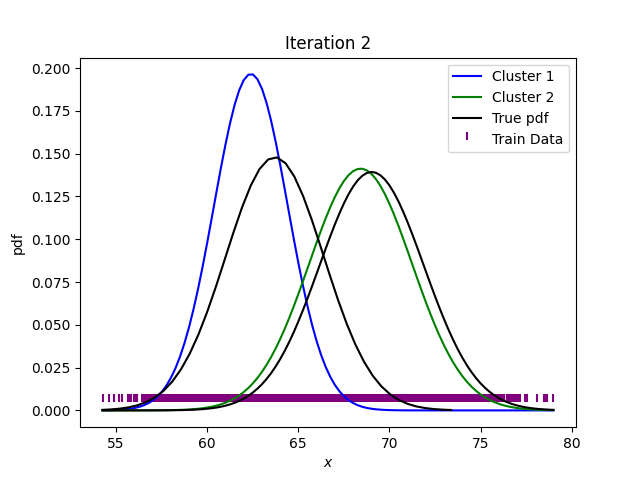 Iteration 2
Cluster 1
Cluster 2
True pdf
Train Data
0.200
0.175
0.150
0.125
0.100
0.075
0.050
0.025
0.000
pdf
55 60 65 70 75 80
x